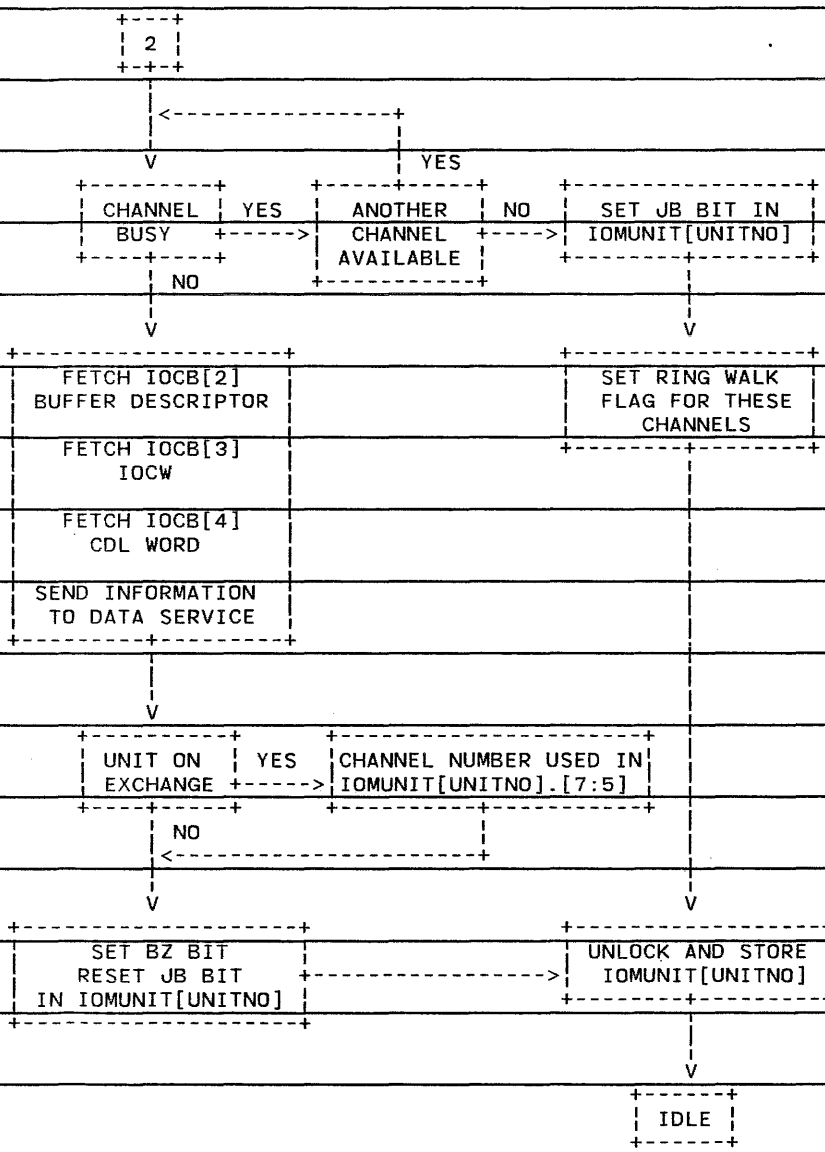 2
YES
CHANNEL YES ANOTHER NO SET JB BIT IN
BUSY CHANNEL IOMUNIT[UNITNO]
AVAILABLE
NO
V V
FETCH IOCB[2] SET RING WALK
BUFFER DESCRIPTOR FLAG FOR THESE
CHANNELS
FETCH IOCB[3]
IOCW
FETCH IOCB[4]
CDL WORD
SEND INFORMATION
TO DATA SERVICE
V
UNIT ON YES CHANNEL NUMBER USED IN
EXCHANGE IOMUNIT[UNITNO].[7:5]
NO
V V
SET BZ BIT UNLOCK AND STORE
RESET JB BIT IOMUNIT[UNITNO]
IN IOMUNIT[UNITNO]
V
IDLE